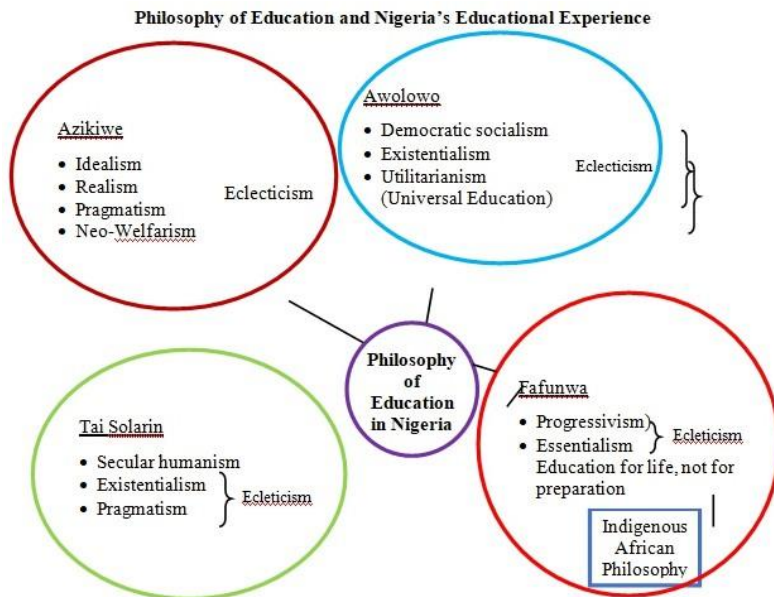 Philosophy of Education and Nigeria's Educational Experience
Azikiwe
• Idealism
• Realism
• Pragmatism
• Neo-Welfarism
Eclecticism
Awolowo
• Democratic socialism
• Existentialism
• Utilitarianism
(Universal Education)
Eclecticism
Philosophy
of
Education
in Nigeria
Tai Solarin
• Secular humanism
• Existentialism
• Pragmatism
Ecleticism
Fafunwa
• Progressivism)
• Essentialism
Education for life, not for
preparation
Ecleticism
Indigenous
African
Philosophy